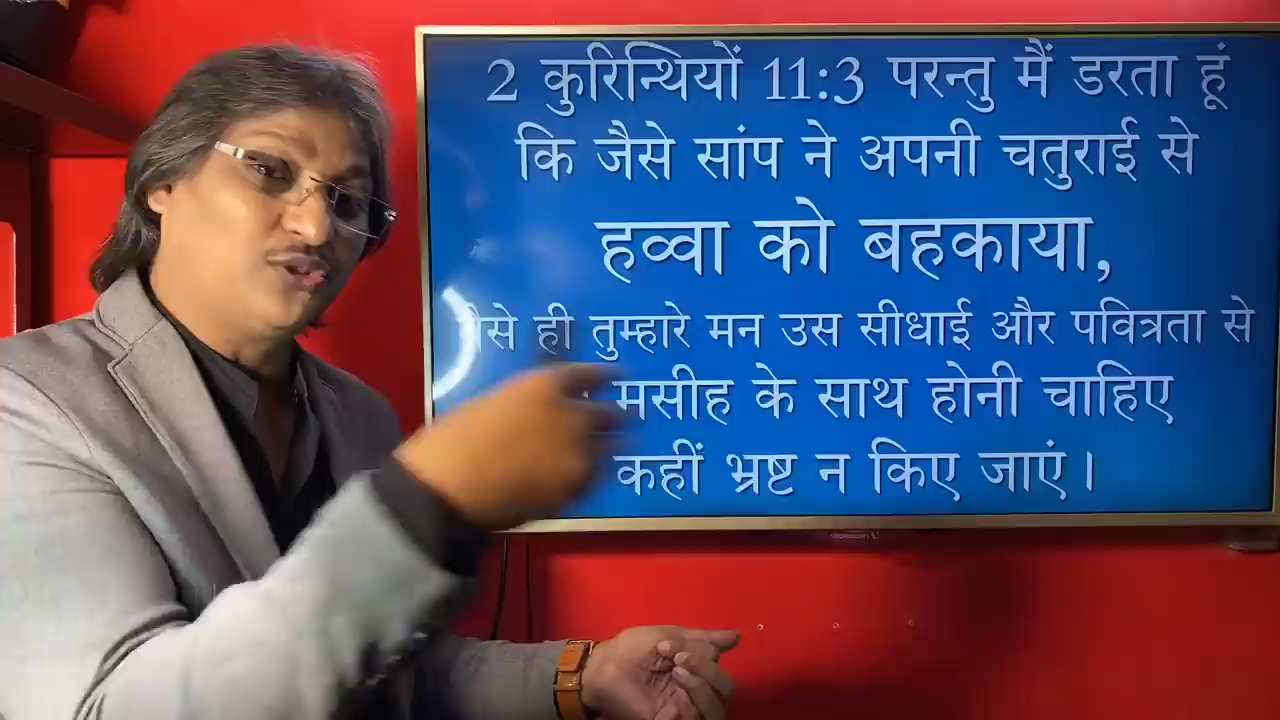 2 कुरिन्थियों 11:3 परन्तु मैं डरता हूं
कि जैसे सांप ने अपनी चतुराई से
हव्वा को बहकाया,
ही तुम्हारे मन उस सीधाई और पवित्रता से
मसीह के साथ होनी चाहिए
कहीं भ्रष्ट न किए जाएं।